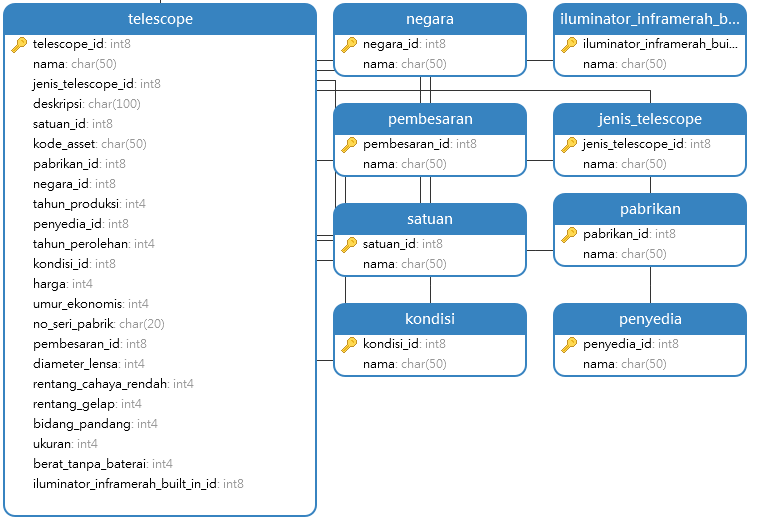 telescope
telescope_id: int8
nama: char(50)
jenis_telescope_id: int8
deskripsi: char(100)
satuan_id: int8
kode_asset: char(50)
pabrikan_id: int8
negara_id: int8
tahun_produksi: int4
penyedia_id: int8
tahun_perolehan: int4
kondisi_id: int8
harga: int4
umur_ekonomis: int4
no_seri_pabrik: char(20)
pembesaran_id: int8
diameter_lensa: int4
rentang_cahaya_rendah: int4
rentang_gelap: int4
bidang_pandang: int4
ukuran: int4
berat_tanpa_baterai: int4
iluminator_inframerah_built_in_id: int8
negara
negara_id: int8
nama: char(50)
iluminator_inframerah_b...
iluminator_inframerah_bui...
nama: char(50)
pembesaran
pembesaran_id: int8
nama: char(50)
jenis_telescope
jenis_telescope_id: int8
nama: char(50)
satuan
satuan_id: int8
nama: char(50)
pabrikan
pabrikan_id: int8
nama: char(50)
kondisi
kondisi_id: int8
nama: char(50)
penyedia
penyedia_id: int8
nama: char(50)